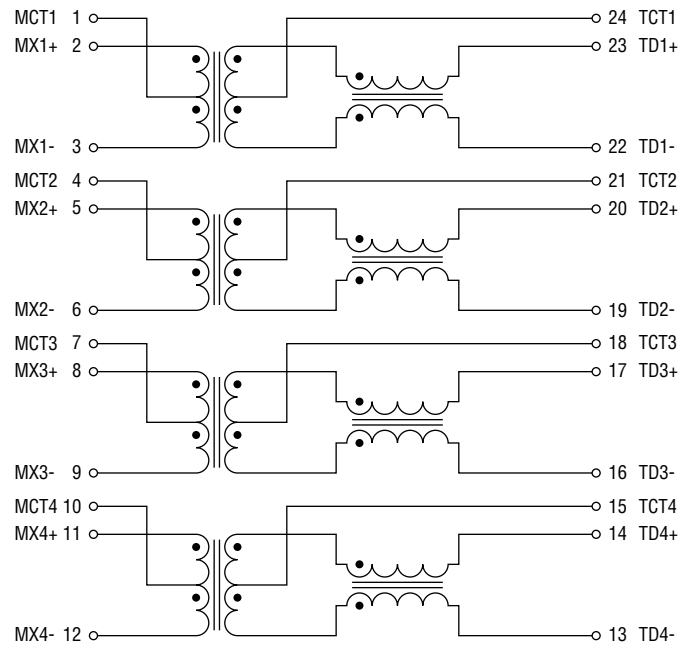 MCT1 1 24 TCT1
MX1+ 2 23 TD1+
MX1- 3 22 TD1-
MCT2 4 21 TCT2
MX2+ 5 20 TD2+
MX2- 6 19 TD2-
MCT3 7 18 TCT3
MX3+ 8 17 TD3+
MX3- 9 16 TD3-
MCT4 10 15 TCT4
MX4+ 11 14 TD4+
MX4- 12 13 TD4-